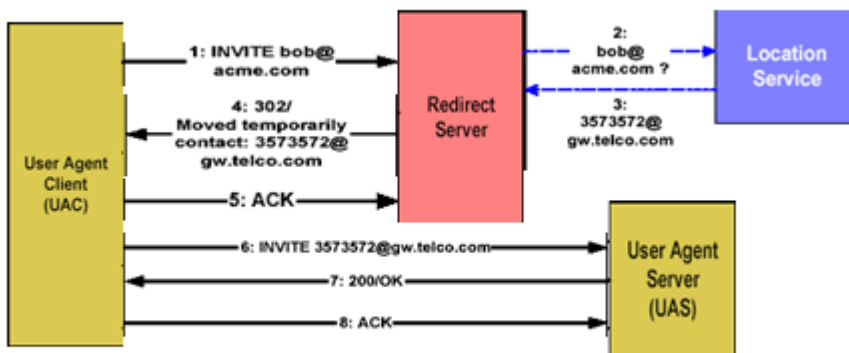 1: INVITE bob@
acme.com
2:
bob@
acme.com ?
Location
Service
4: 302/
Moved temporarily
contact: 3573572@
gw.telco.com
Redirect
Server
3:
3573572@
gw.telco.com
User Agent
Client
(UAC)
5: ACK
6: INVITE 3573572@gw.telco.com
7: 200/OK
8: ACK
User Agent
Server
(UAS)